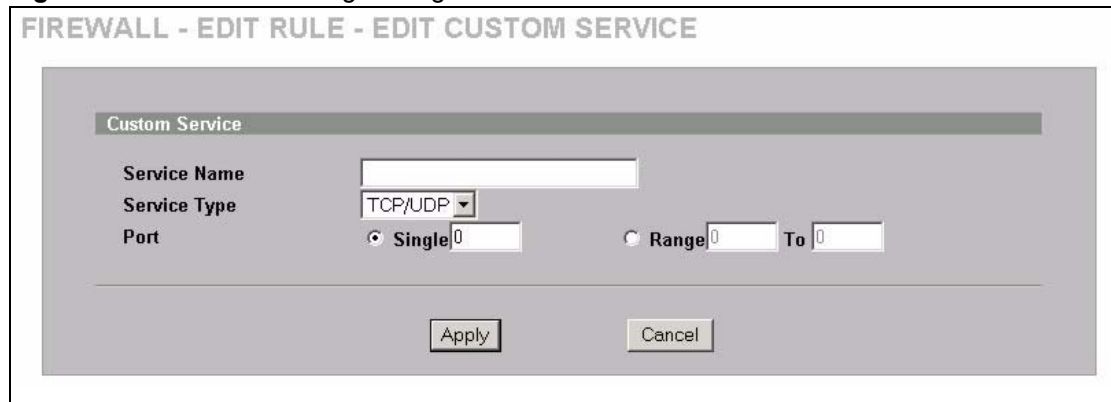 FIREWALL - EDIT RULE - EDIT CUSTOM SERVICE
Custom Service
Service Name
Service Type TCP/UDP
Port Single 0 Range 0 To 0
Apply Cancel